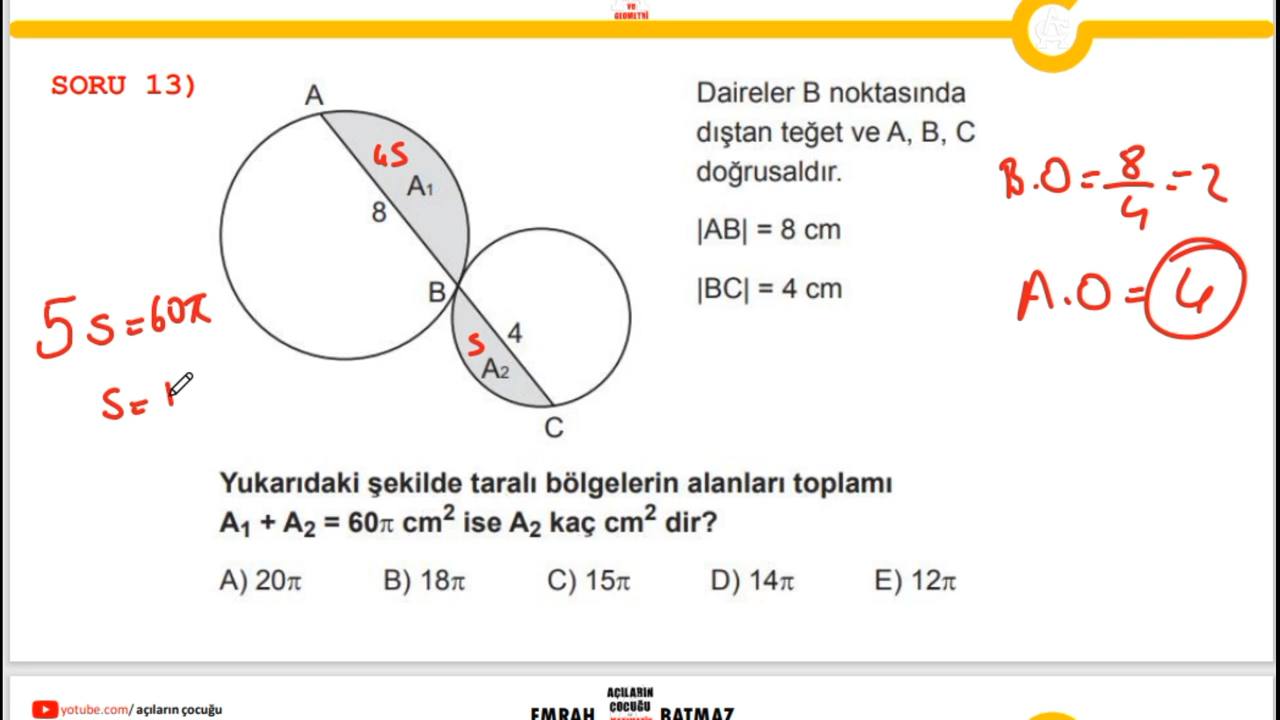 VE
GEOMETRİ
SORU 13)
A
4S
A1
8
B
S
4
A2
C
Daireler B noktasında
dıştan teğet ve A, B, C
doğrusaldır.
|AB| = 8 cm
|BC| = 4 cm
B.O = 8/4 = 2
A.O = 4
5S = 60π
S = 1
Yukarıdaki şekilde taralı bölgelerin alanları toplamı
A1 + A2 = 60π cm² ise A2 kaç cm² dir?
A) 20π B) 18π C) 15π D) 14π E) 12π
yotube.com/ açıların çocuğu
EMRAH
AÇILARIN
ÇOCUĞU
BATMAZ